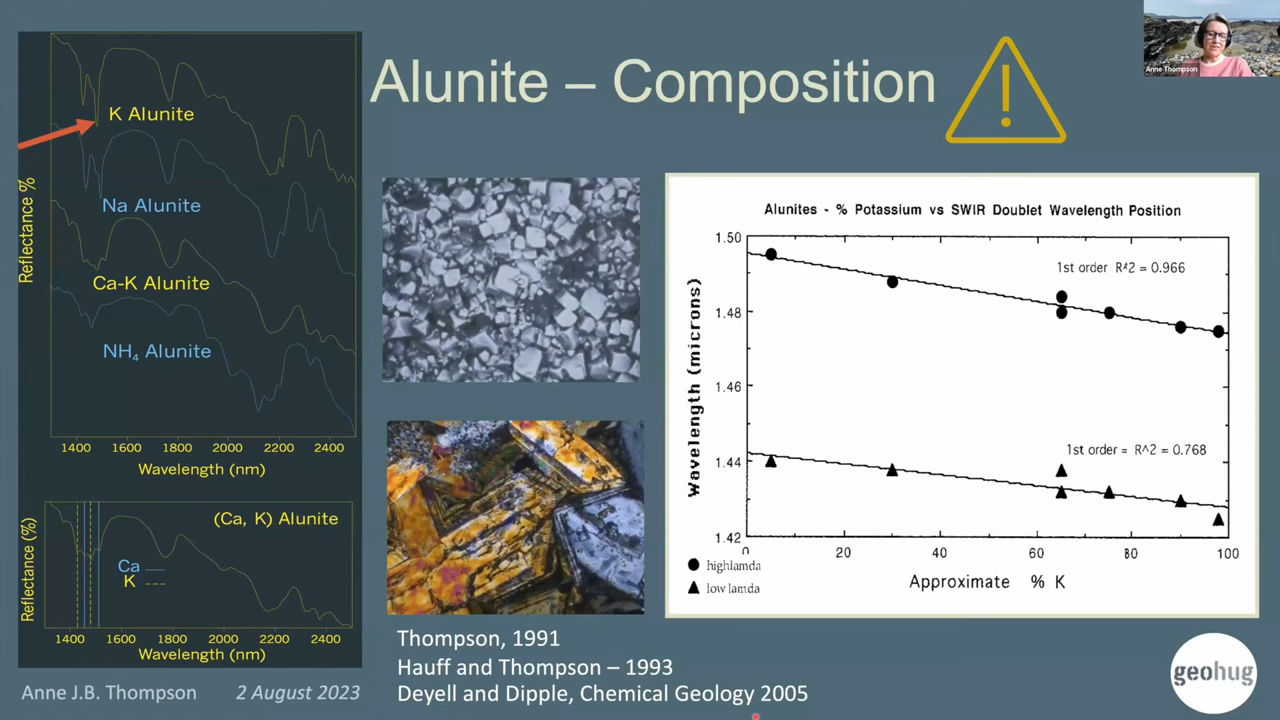 Alunite – Composition
Anne Thompson
K Alunite
Na Alunite
Ca-K Alunite
NH₄ Alunite
Reflectance %
1400 1600 1800 2000 2200 2400
Wavelength (nm)
(Ca, K) Alunite
Ca
K
Reflectance (%)
1400 1600 1800 2000 2200 2400
Wavelength (nm)
Anne J.B. Thompson 2 August 2023
Alunites - % Potassium vs SWIR Doublet Wavelength Position
1.50
1st order R^2 = 0.966
1.48
Wavelength (microns)
1.46
1st order = R^2 = 0.768
1.44
1.42
0 20 40 60 80 100
highlamda
low lamda
Approximate % K
Thompson, 1991
Hauff and Thompson – 1993
Deyell and Dipple, Chemical Geology 2005
geohug